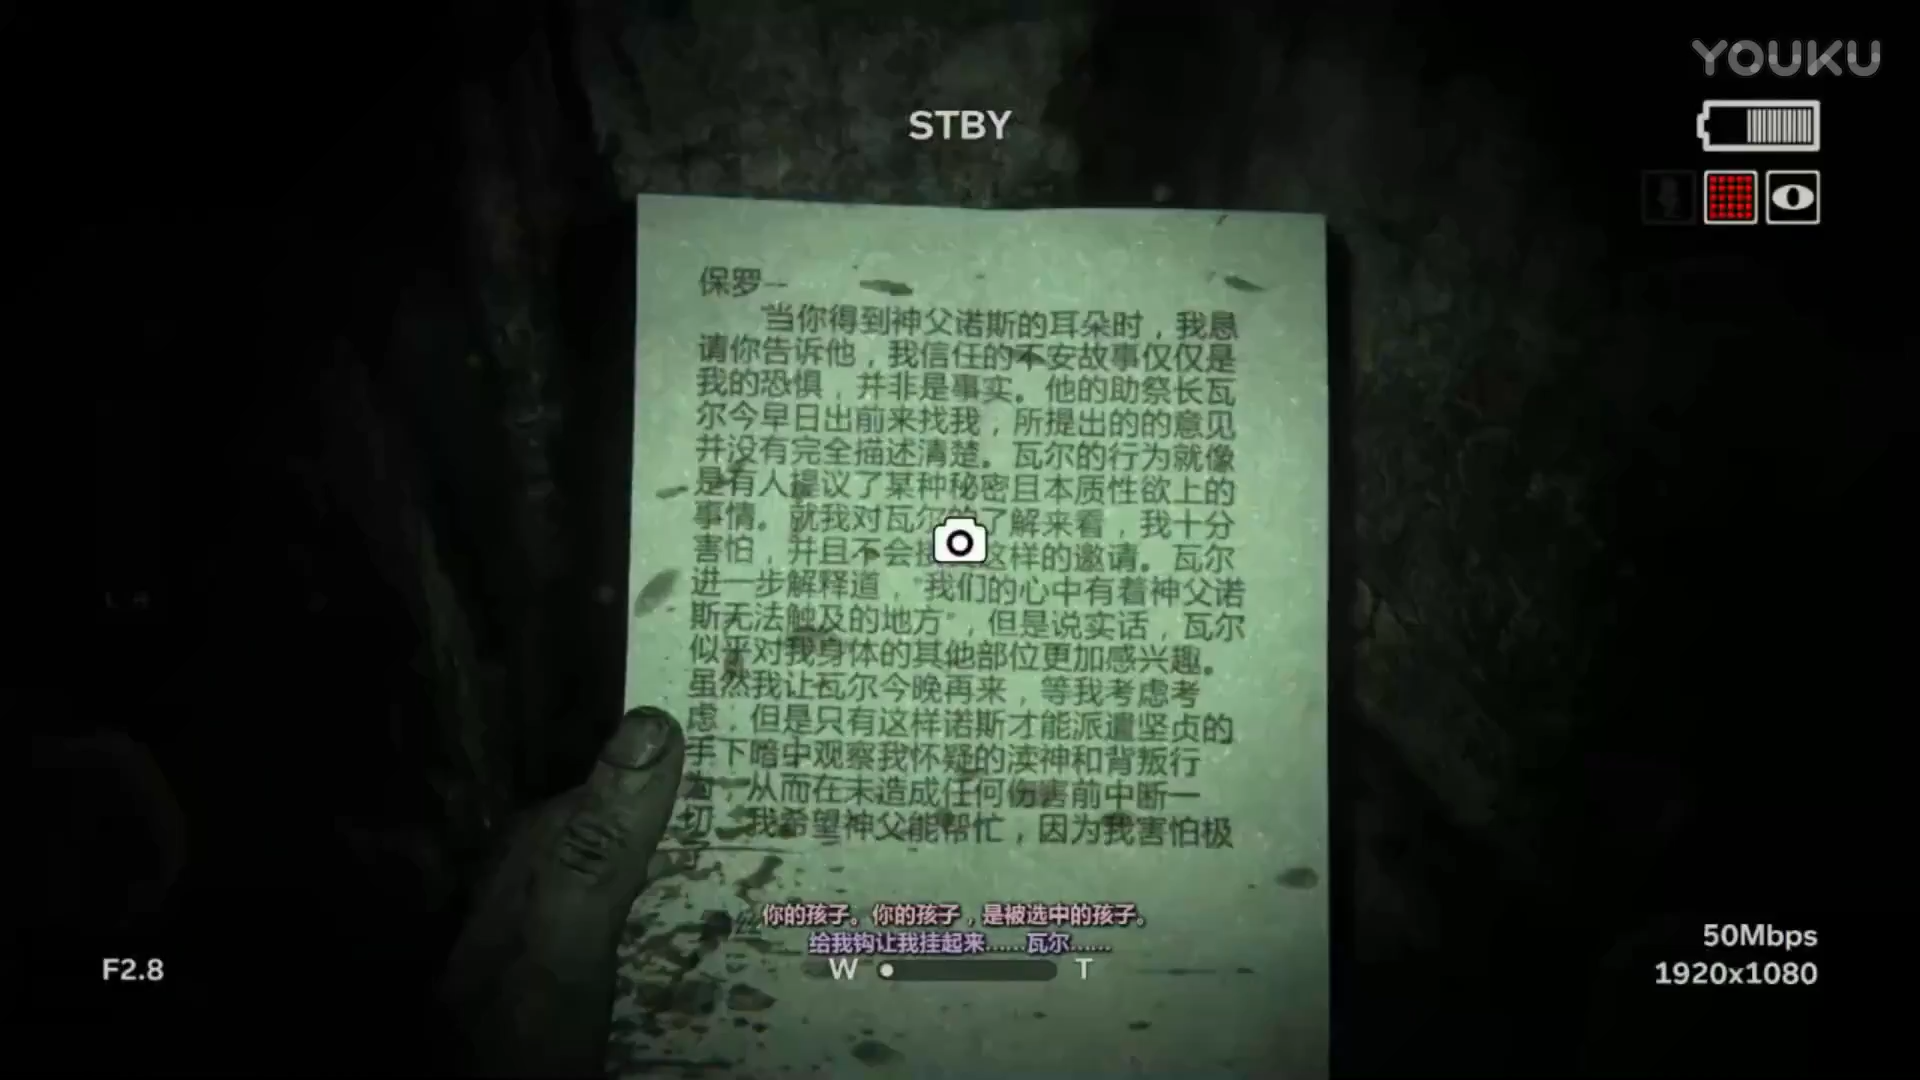 YOUKU
STBY
保罗--
当你得到神父诺斯的耳朵时，我恳
请你告诉他，我信任的不安故事仅仅是
我的恐惧，并非是事实。他的助祭长瓦
尔今早日出前来找我，所提出的的意见
并没有完全描述清楚。瓦尔的行为就像
是有人提议了某种秘密且本质性欲上的
事情。就我对瓦尔的了解来看，我十分
害怕，并且不会接受这样的邀请。瓦尔
进一步解释道，"我们的心中有着神父诺
斯无法触及的地方"，但是说实话，瓦尔
似乎对我身体的其他部位更加感兴趣。
虽然我让瓦尔今晚再来，等我考虑考
虑，但是只有这样诺斯才能派遣坚贞的
手下暗中观察我怀疑的渎神和背叛行
为，从而在未造成任何伤害前中断一
切。我希望神父能帮忙，因为我害怕极
了
你的孩子。你的孩子，是被选中的孩子。
给我钩让我挂起来……瓦尔……
W T
F2.8
50Mbps
1920x1080